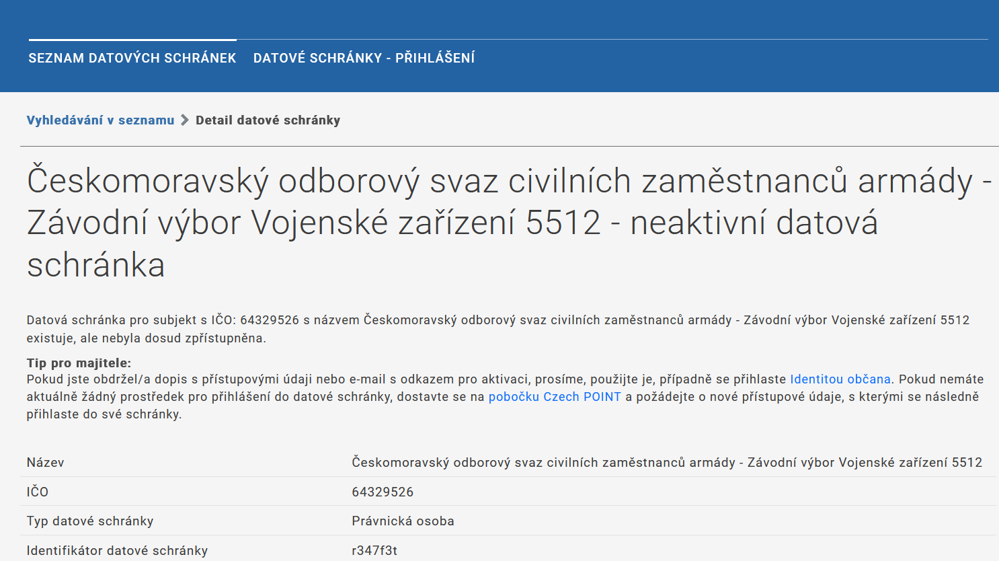 SEZNAM DATOVÝCH SCHRÁNEK DATOVÉ SCHRÁNKY - PŘIHLÁŠENÍ
Vyhledávání v seznamu Detail datové schránky
Českomoravský odborový svaz civilních zaměstnanců armády -
Závodní výbor Vojenské zařízení 5512 - neaktivní datová
schránka
Datová schránka pro subjekt s IČO: 64329526 s názvem Českomoravský odborový svaz civilních zaměstnanců armády - Závodní výbor Vojenské zařízení 5512
existuje, ale nebyla dosud zpřístupněna.
Tip pro majitele:
Pokud jste obdržel/a dopis s přístupovými údaji nebo e-mail s odkazem pro aktivaci, prosíme, použijte je, případně se přihlaste Identitou občana. Pokud nemáte
aktuálně žádný prostředek pro přihlášení do datové schránky, dostavte se na pobočku Czech POINT a požádejte o nové přístupové údaje, s kterými se následně
přihlaste do své schránky.
Název Českomoravský odborový svaz civilních zaměstnanců armády - Závodní výbor Vojenské zařízení 5512
IČO 64329526
Typ datové schránky Právnická osoba
Identifikátor datové schránky r347f3t